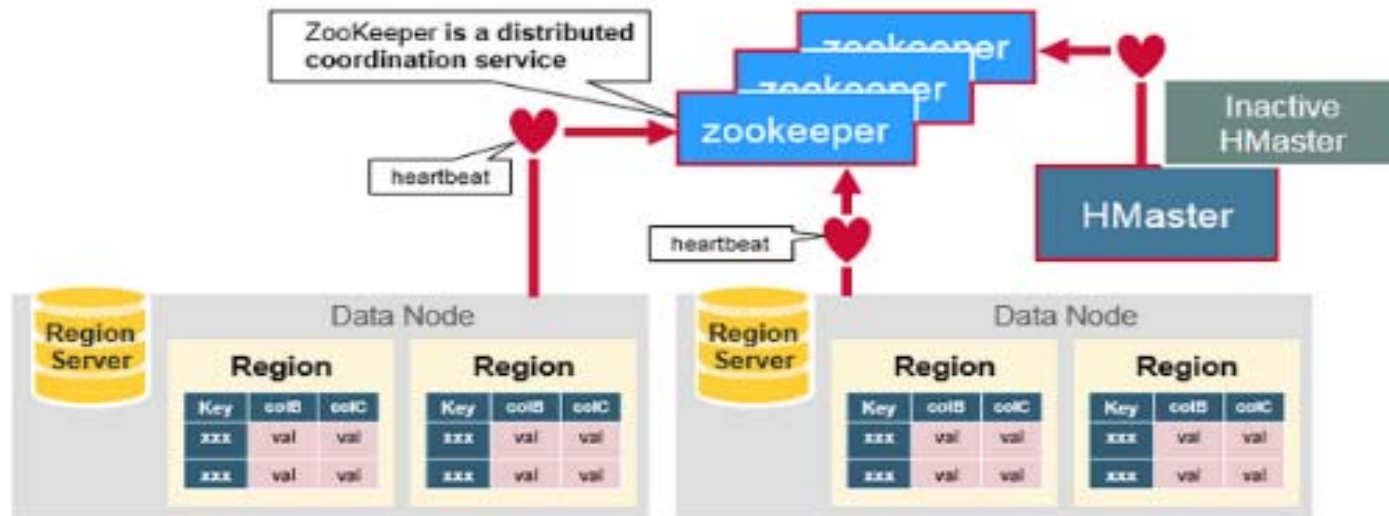 ZooKeeper is a distributed
coordination service
zookeeper
zookeeper
zookeeper
Inactive
HMaster
HMaster
heartbeat
heartbeat
Region
Server
Data Node
Region
Key colB colC
xxx val val
xxx val val
Region
Key colB colC
xxx val val
xxx val val
Region
Server
Data Node
Region
Key colB colC
xxx val val
xxx val val
Region
Key colB colC
xxx val val
xxx val val